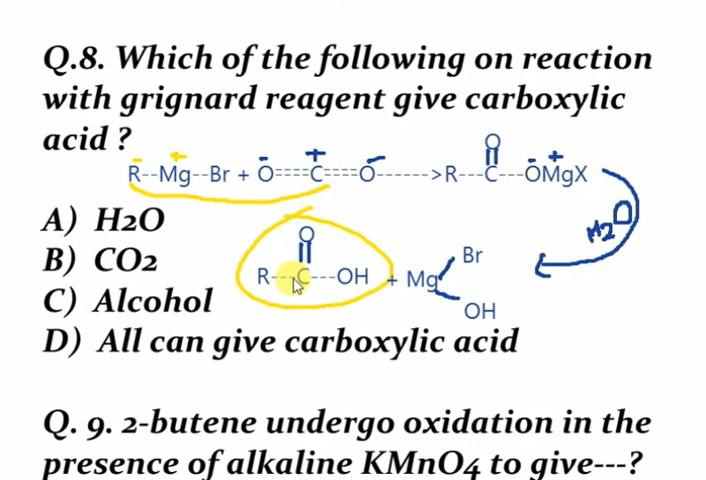 Q.8. Which of the following on reaction
with grignard reagent give carboxylic
acid ?
O
- + - + - - +
R--Mg--Br + O====C====O------>R---C---OMgX
A) H2O
H2O
O
B) CO2
Br
R---C---OH + Mg
C) Alcohol
OH
D) All can give carboxylic acid
Q. 9. 2-butene undergo oxidation in the
presence of alkaline KMnO4 to give---?